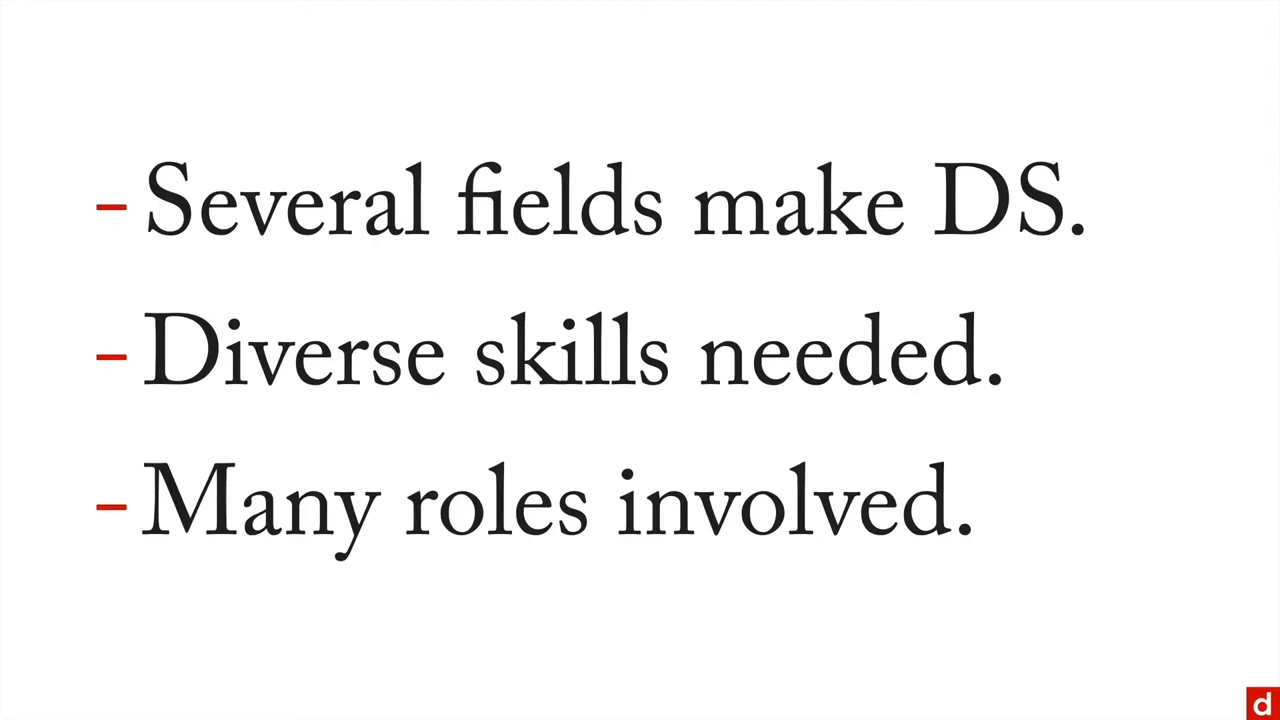 - Several fields make DS.
- Diverse skills needed.
- Many roles involved.
d